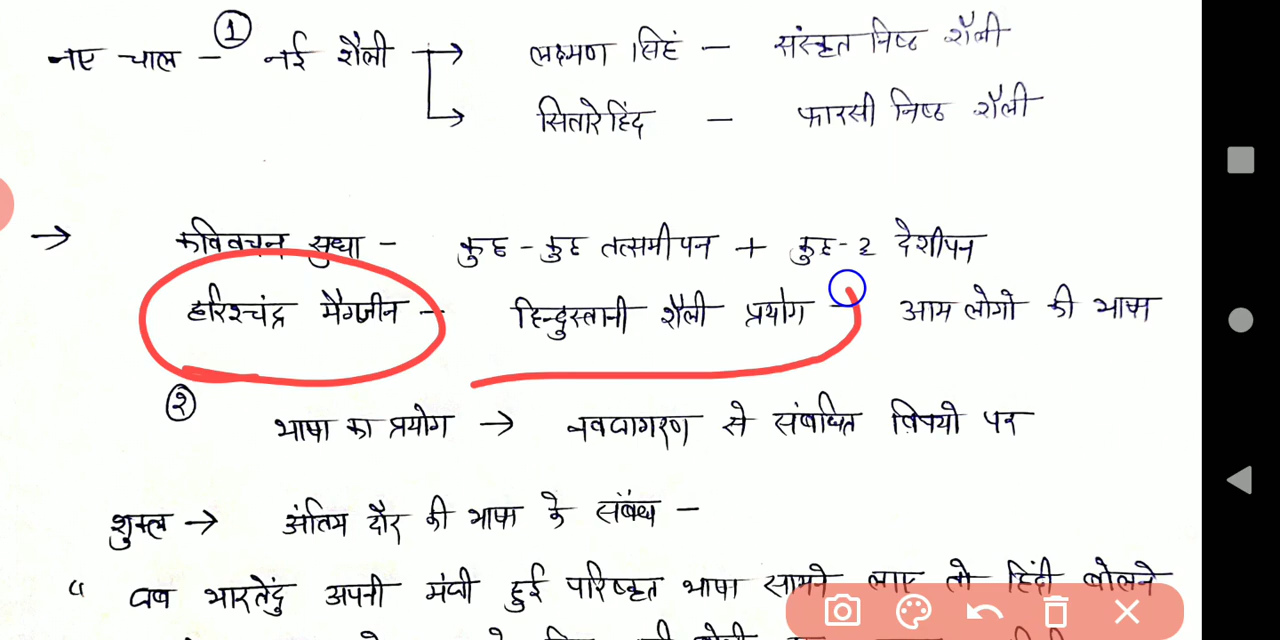 नए चाल – ① नई शैली → लक्ष्मण सिहं – संस्कृत निष्ठ शैली
→ सितारेहिंद – फारसी निष्ठ शैली
→ कविवचन सुधा – कुछ-कुछ तत्समीपन + कुछ-२ देशीपन
हरिश्चंद्र मैगजीन – हिन्दुस्तानी शैली प्रयोग – आम लोगो की भाषा
② भाषा का प्रयोग → नवजागरण से संबंधित विषयो पर
शुक्ल → अंतिम दौर की भाषा के संबंध –
“ जब भारतेंदु अपनी मंजी हुई परिष्कृत भाषा सामने लाए तो हिंदी बोलने